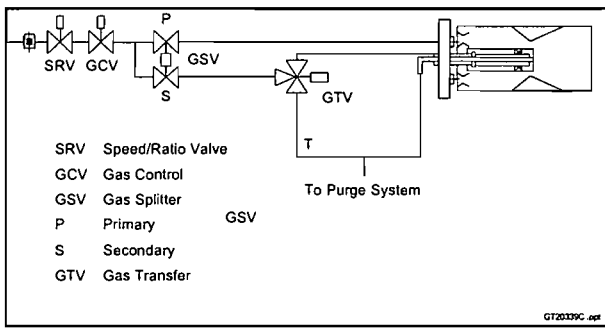 P
SRV
GCV
GSV
S
GTV
T
To Purge System
SRV Speed/Ratio Valve
GCV Gas Control
GSV Gas Splitter
P Primary
GSV
S Secondary
GTV Gas Transfer
GT20339C .ppt